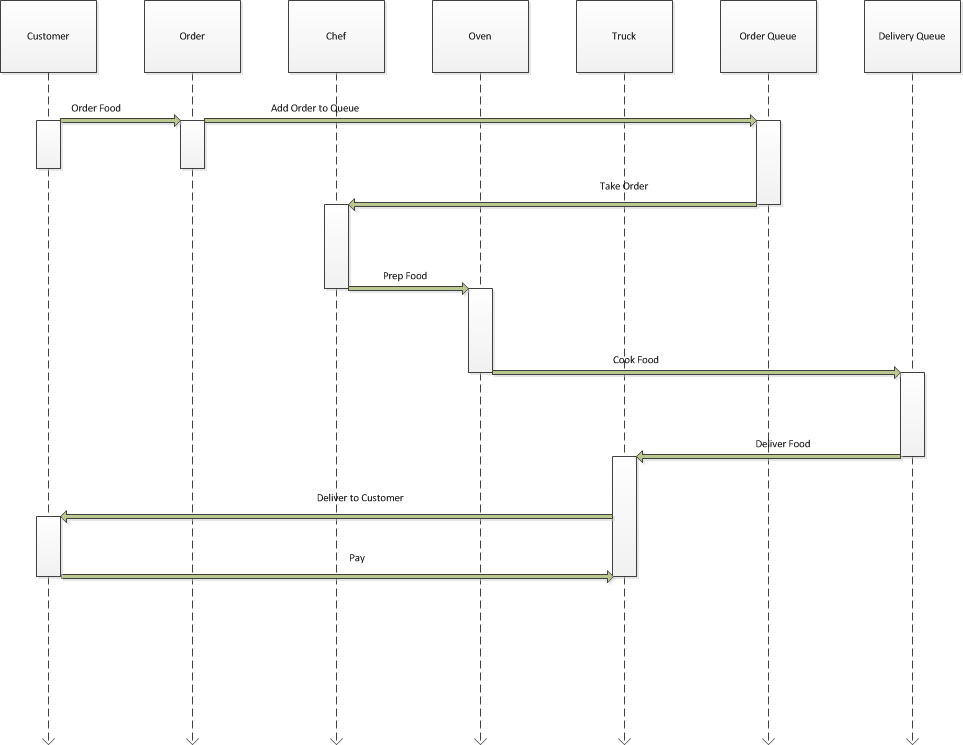 Customer
Order
Chef
Oven
Truck
Order Queue
Delivery Queue
Order Food
Add Order to Queue
Take Order
Prep Food
Cook Food
Deliver Food
Deliver to Customer
Pay